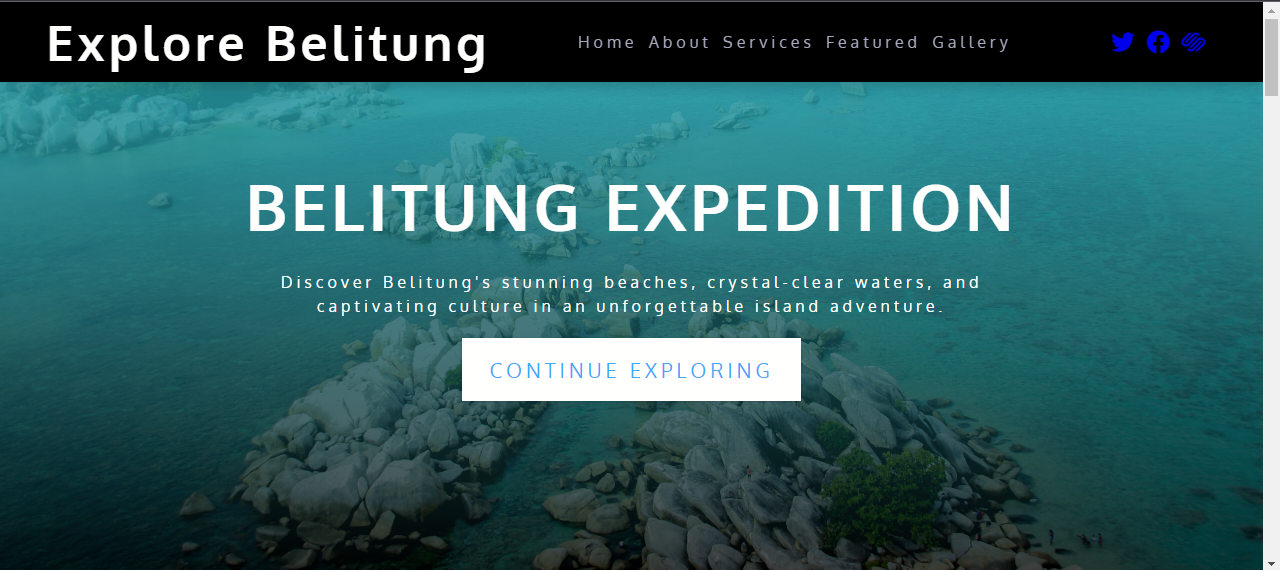 Explore Belitung
Home About Services Featured Gallery
BELITUNG EXPEDITION
Discover Belitung's stunning beaches, crystal-clear waters, and
captivating culture in an unforgettable island adventure.
CONTINUE EXPLORING